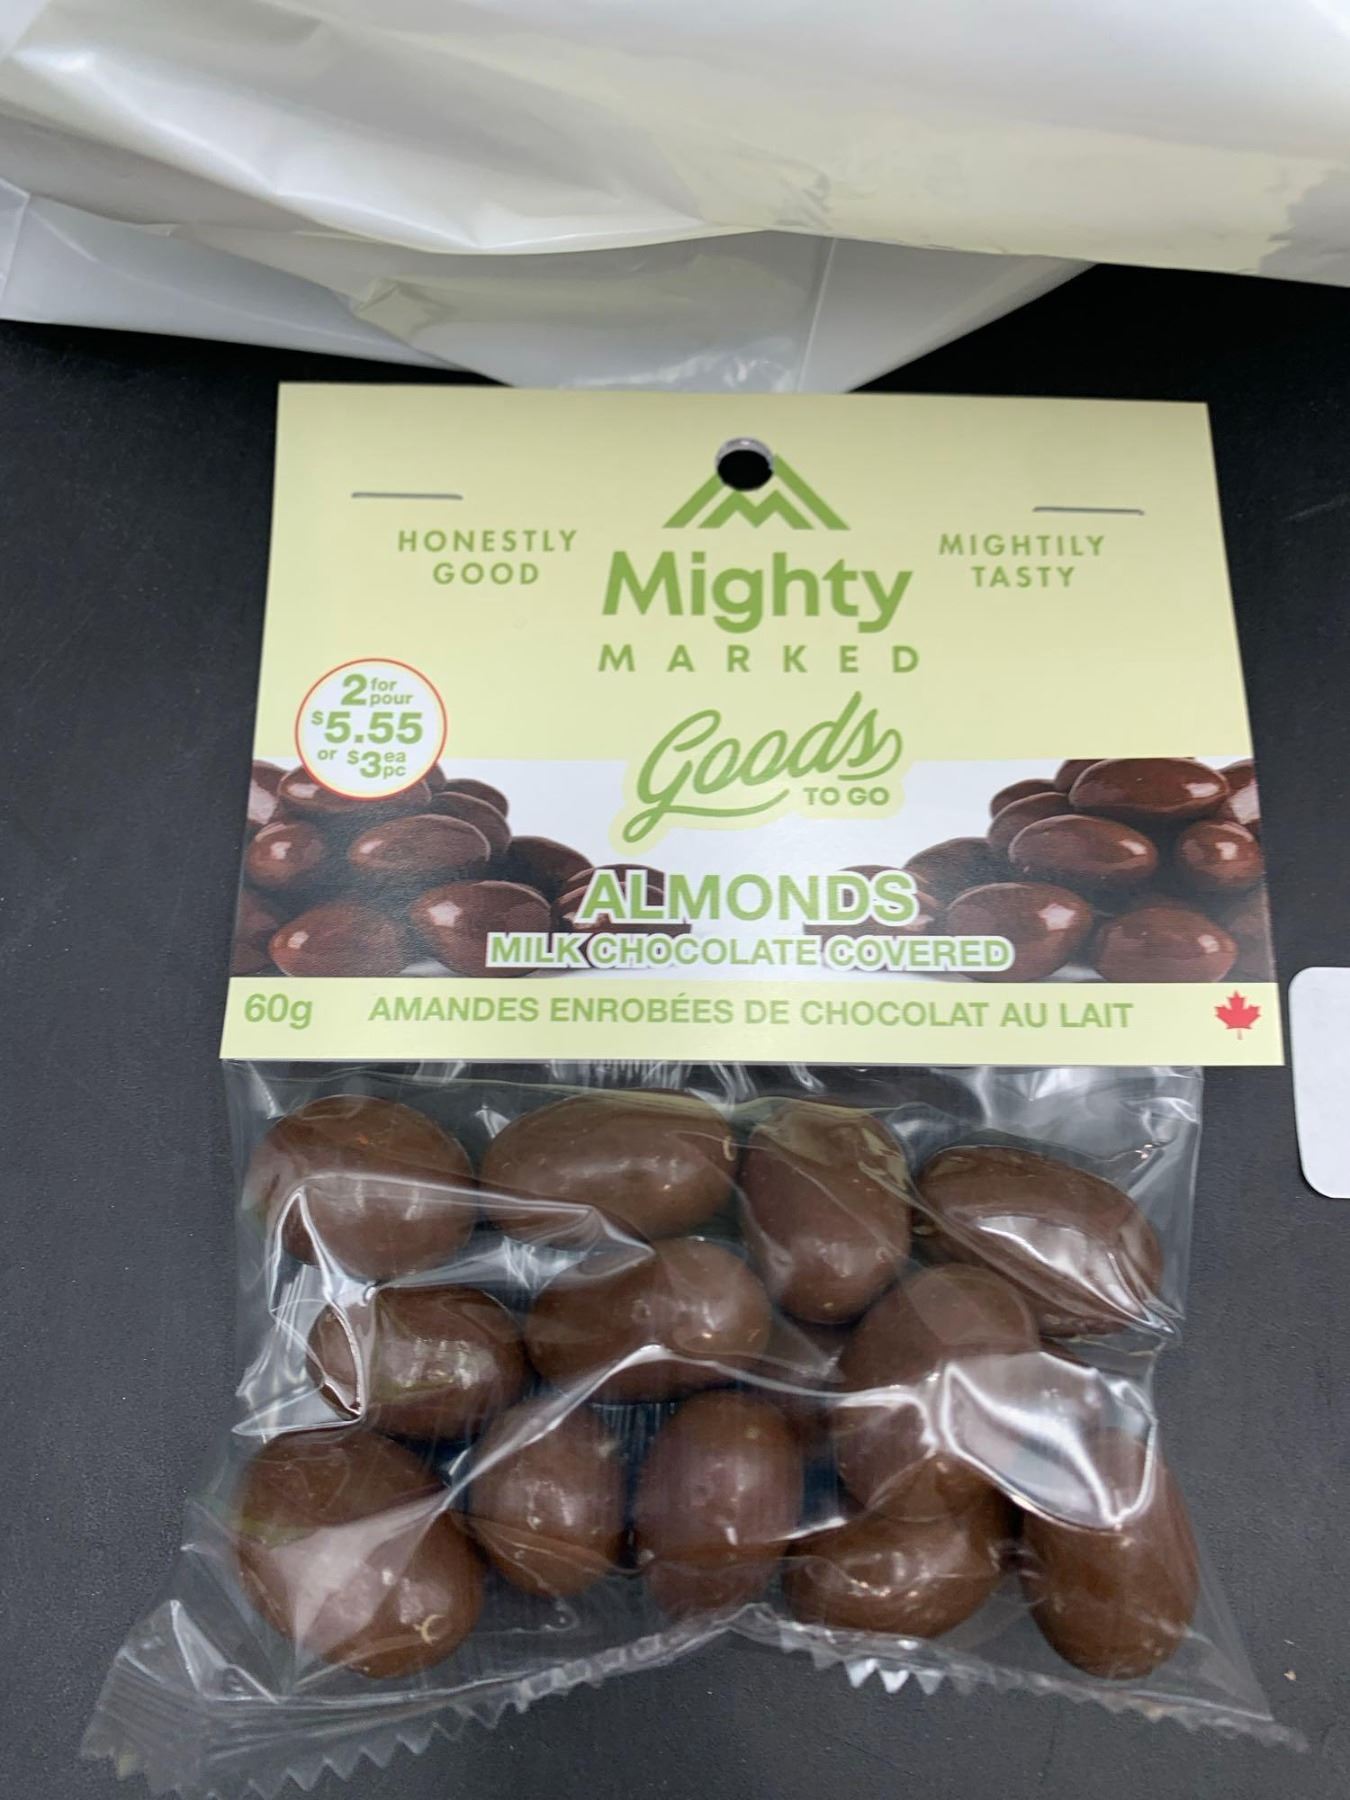 HONESTLY
GOOD
Mighty
MARKED
MIGHTILY
TASTY
2 for
pour
$5.55
or $3 ea
pc
Goods
TO GO
ALMONDS
MILK CHOCOLATE COVERED
60g AMANDES ENROBÉES DE CHOCOLAT AU LAIT